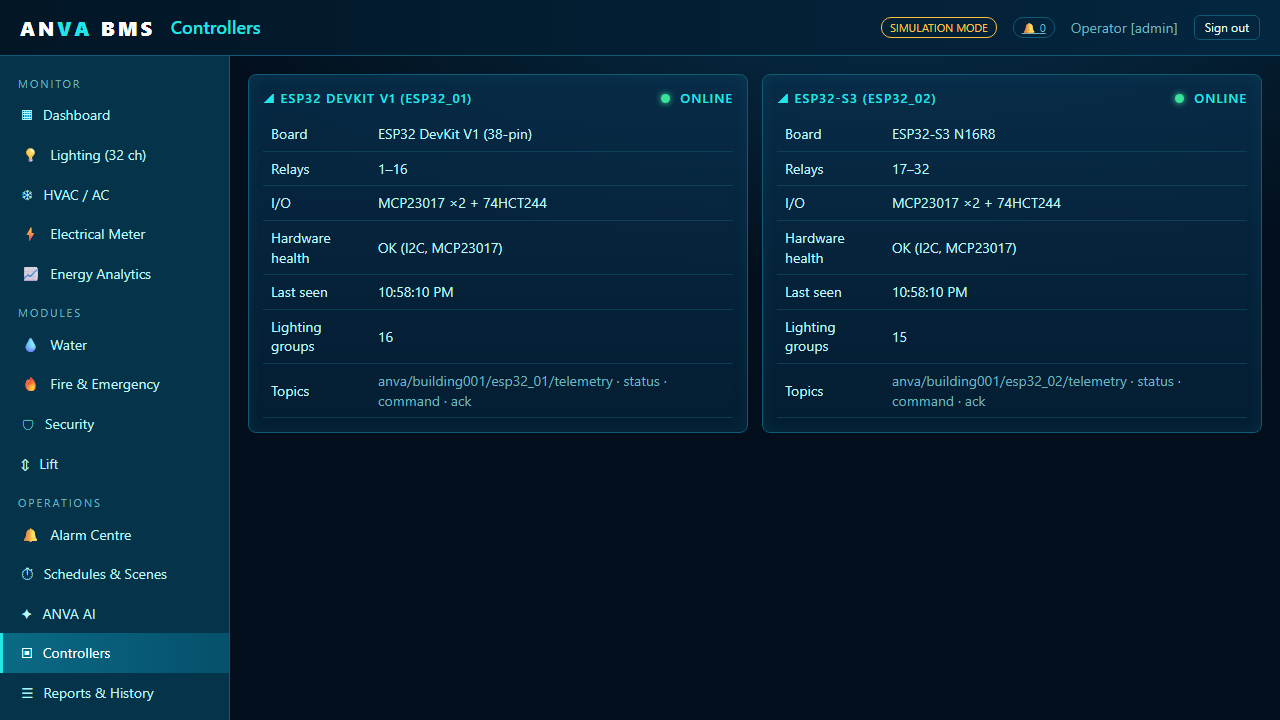 ANVA BMS Controllers
SIMULATION MODE
0
Operator [admin]
Sign out
MONITOR
Dashboard
Lighting (32 ch)
HVAC / AC
Electrical Meter
Energy Analytics
MODULES
Water
Fire & Emergency
Security
Lift
OPERATIONS
Alarm Centre
Schedules & Scenes
ANVA AI
Controllers
Reports & History
ESP32 DEVKIT V1 (ESP32_01) ONLINE
Board ESP32 DevKit V1 (38-pin)
Relays 1–16
I/O MCP23017 ×2 + 74HCT244
Hardware
health
OK (I2C, MCP23017)
Last seen 10:58:10 PM
Lighting
groups
16
Topics
anva/building001/esp32_01/telemetry · status ·
command · ack
ESP32-S3 (ESP32_02) ONLINE
Board ESP32-S3 N16R8
Relays 17–32
I/O MCP23017 ×2 + 74HCT244
Hardware
health
OK (I2C, MCP23017)
Last seen 10:58:10 PM
Lighting
groups
15
Topics
anva/building001/esp32_02/telemetry · status ·
command · ack